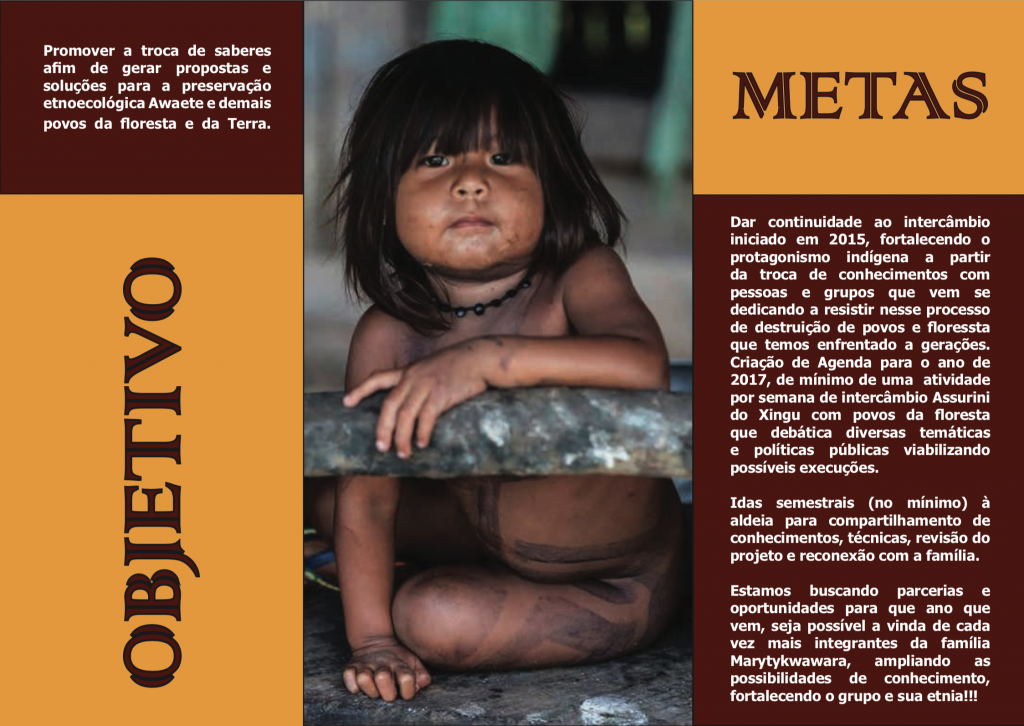 Promover a troca de saberes
afim de gerar propostas e
soluções para a preservação
etnoecológica Awaete e demais
povos da floresta e da Terra.
OBJETIVO
METAS
Dar continuidade ao intercâmbio
iniciado em 2015, fortalecendo o
protagonismo indígena a partir
da troca de conhecimentos com
pessoas e grupos que vem se
dedicando a resistir nesse processo
de destruição de povos e floressta
que temos enfrentado a gerações.
Criação de Agenda para o ano de
2017, de mínimo de uma atividade
por semana de intercâmbio Assurini
do Xingu com povos da floresta
que debática diversas temáticas
e políticas públicas viabilizando
possíveis execuções.
Idas semestrais (no mínimo) à
aldeia para compartilhamento de
conhecimentos, técnicas, revisão do
projeto e reconexão com a família.
Estamos buscando parcerias e
oportunidades para que ano que
vem, seja possível a vinda de cada
vez mais integrantes da família
Marytykwawara, ampliando as
possibilidades de conhecimento,
fortalecendo o grupo e sua etnia!!!